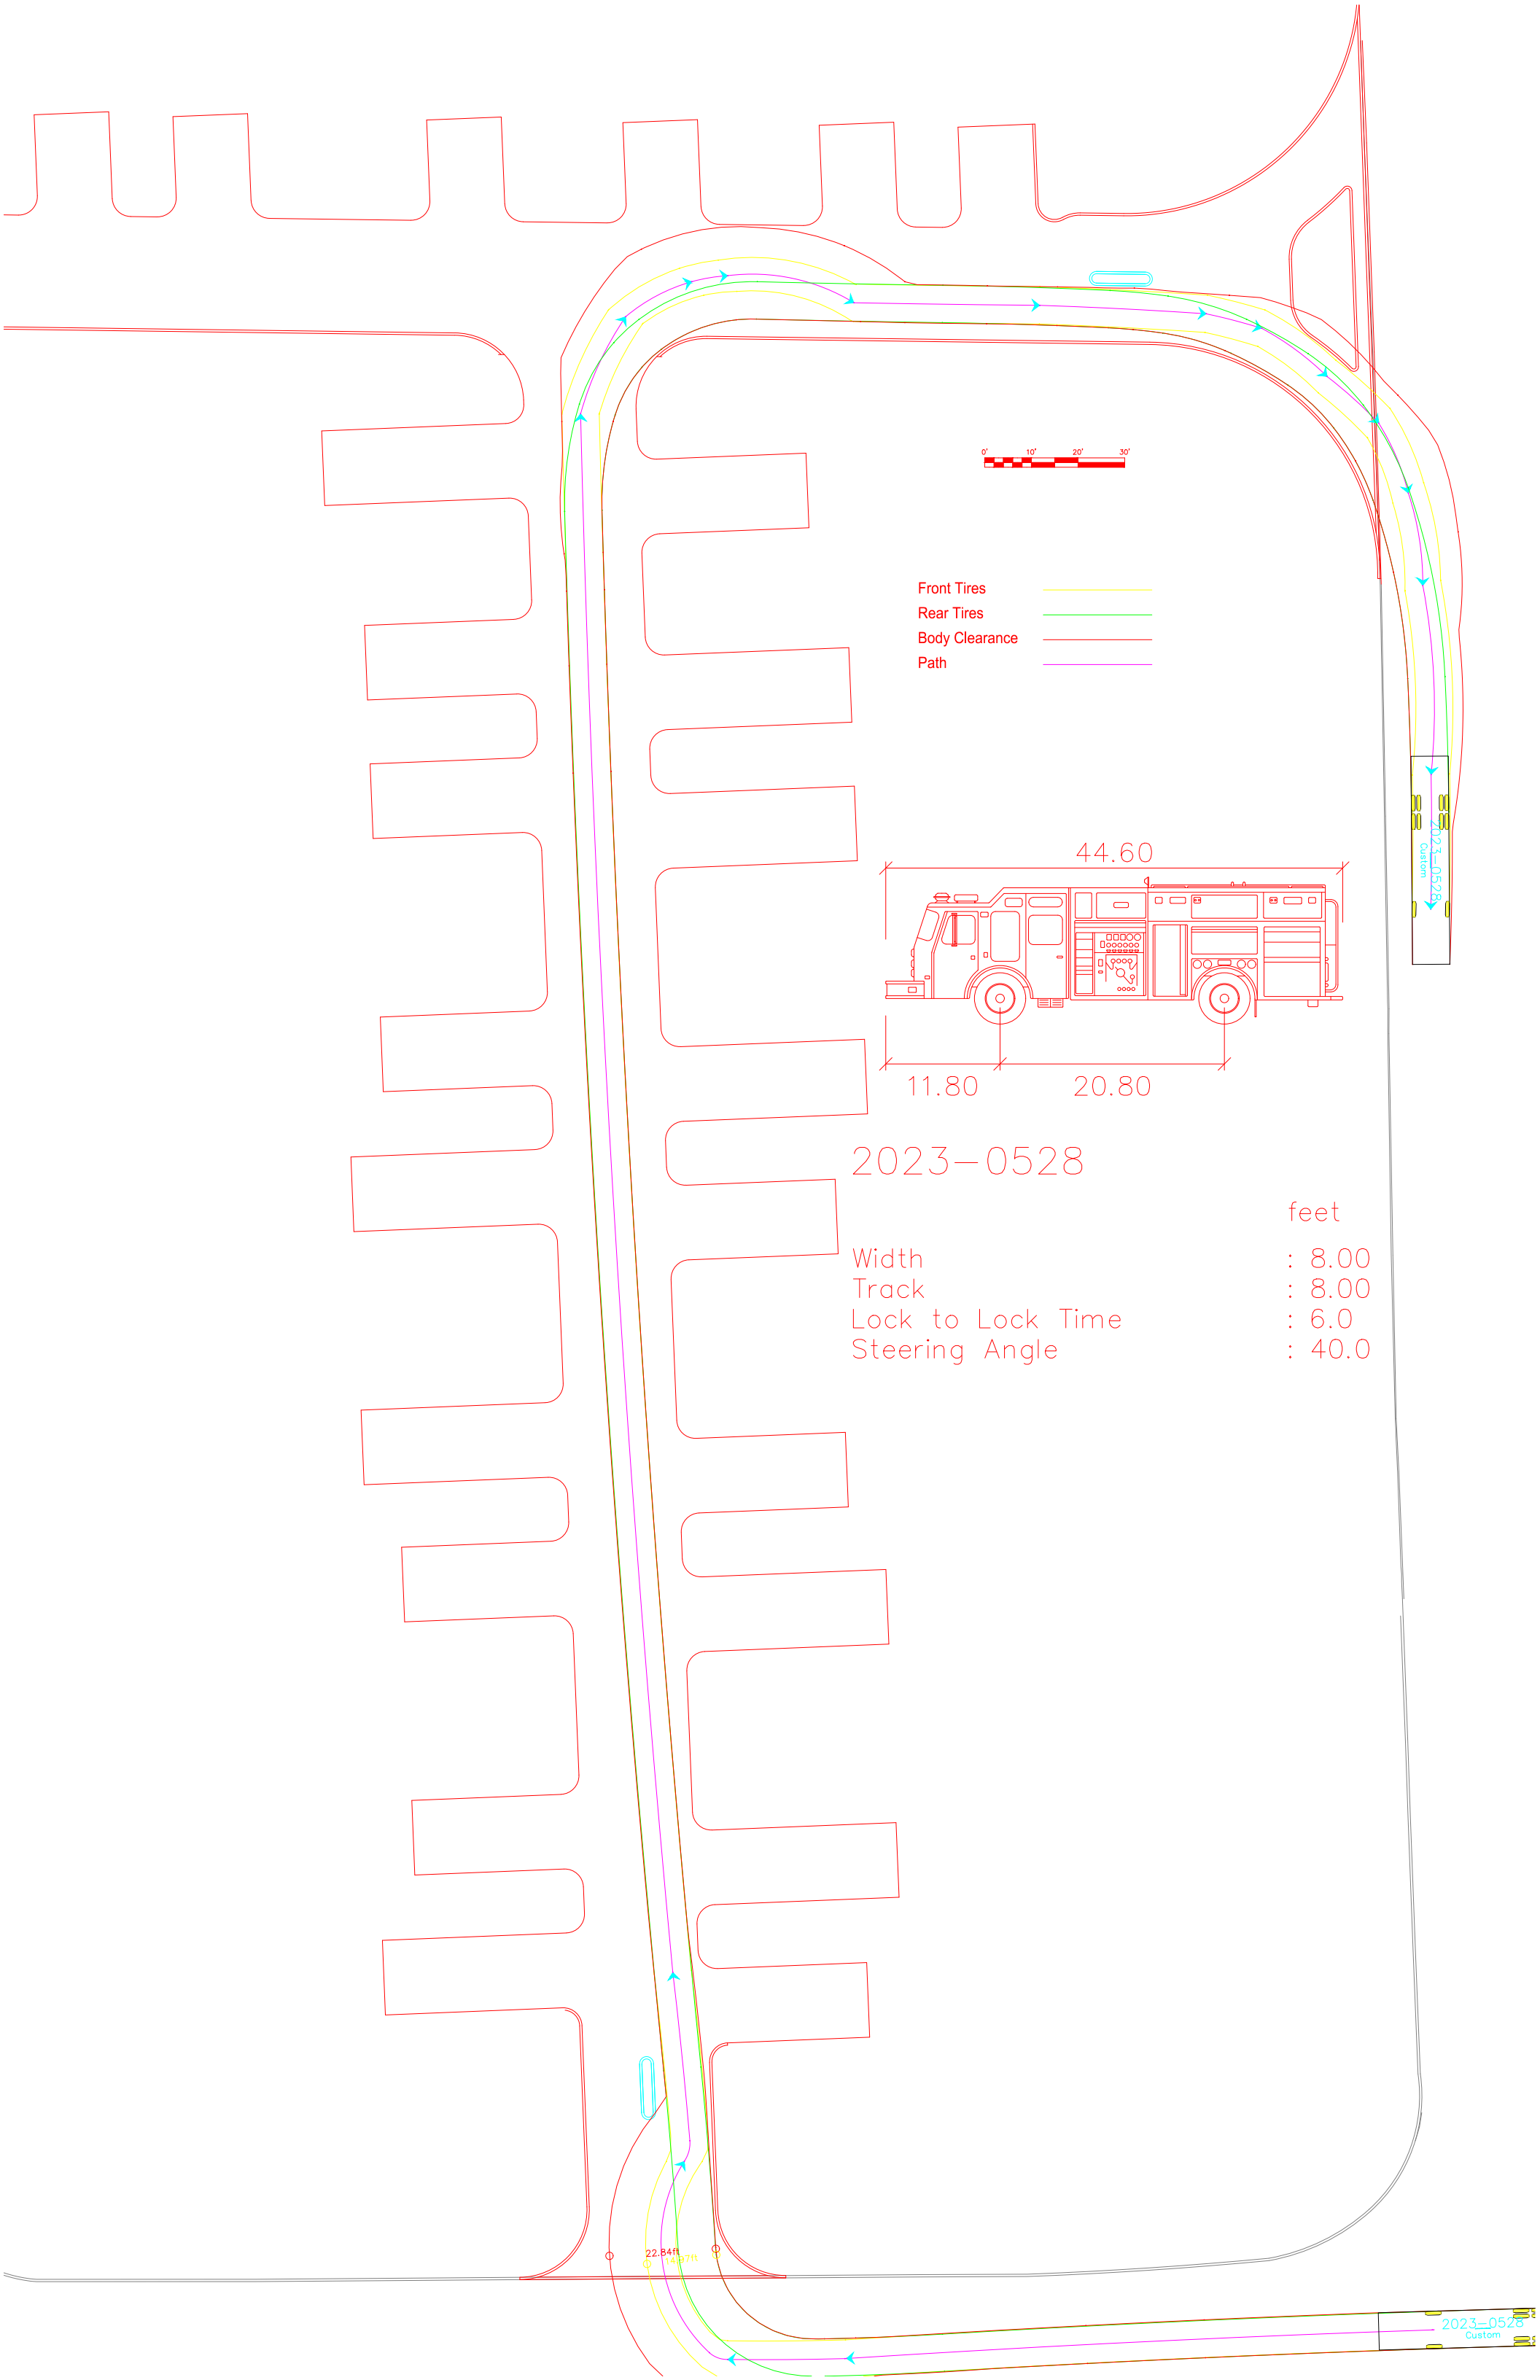 0' 10' 20' 30'
Front Tires
Rear Tires
Body Clearance
Path
2023-0528
Custom
44.60
11.80 20.80
2023-0528
feet
Width : 8.00
Track : 8.00
Lock to Lock Time : 6.0
Steering Angle : 40.0
22.84ft
2023-0528
Custom